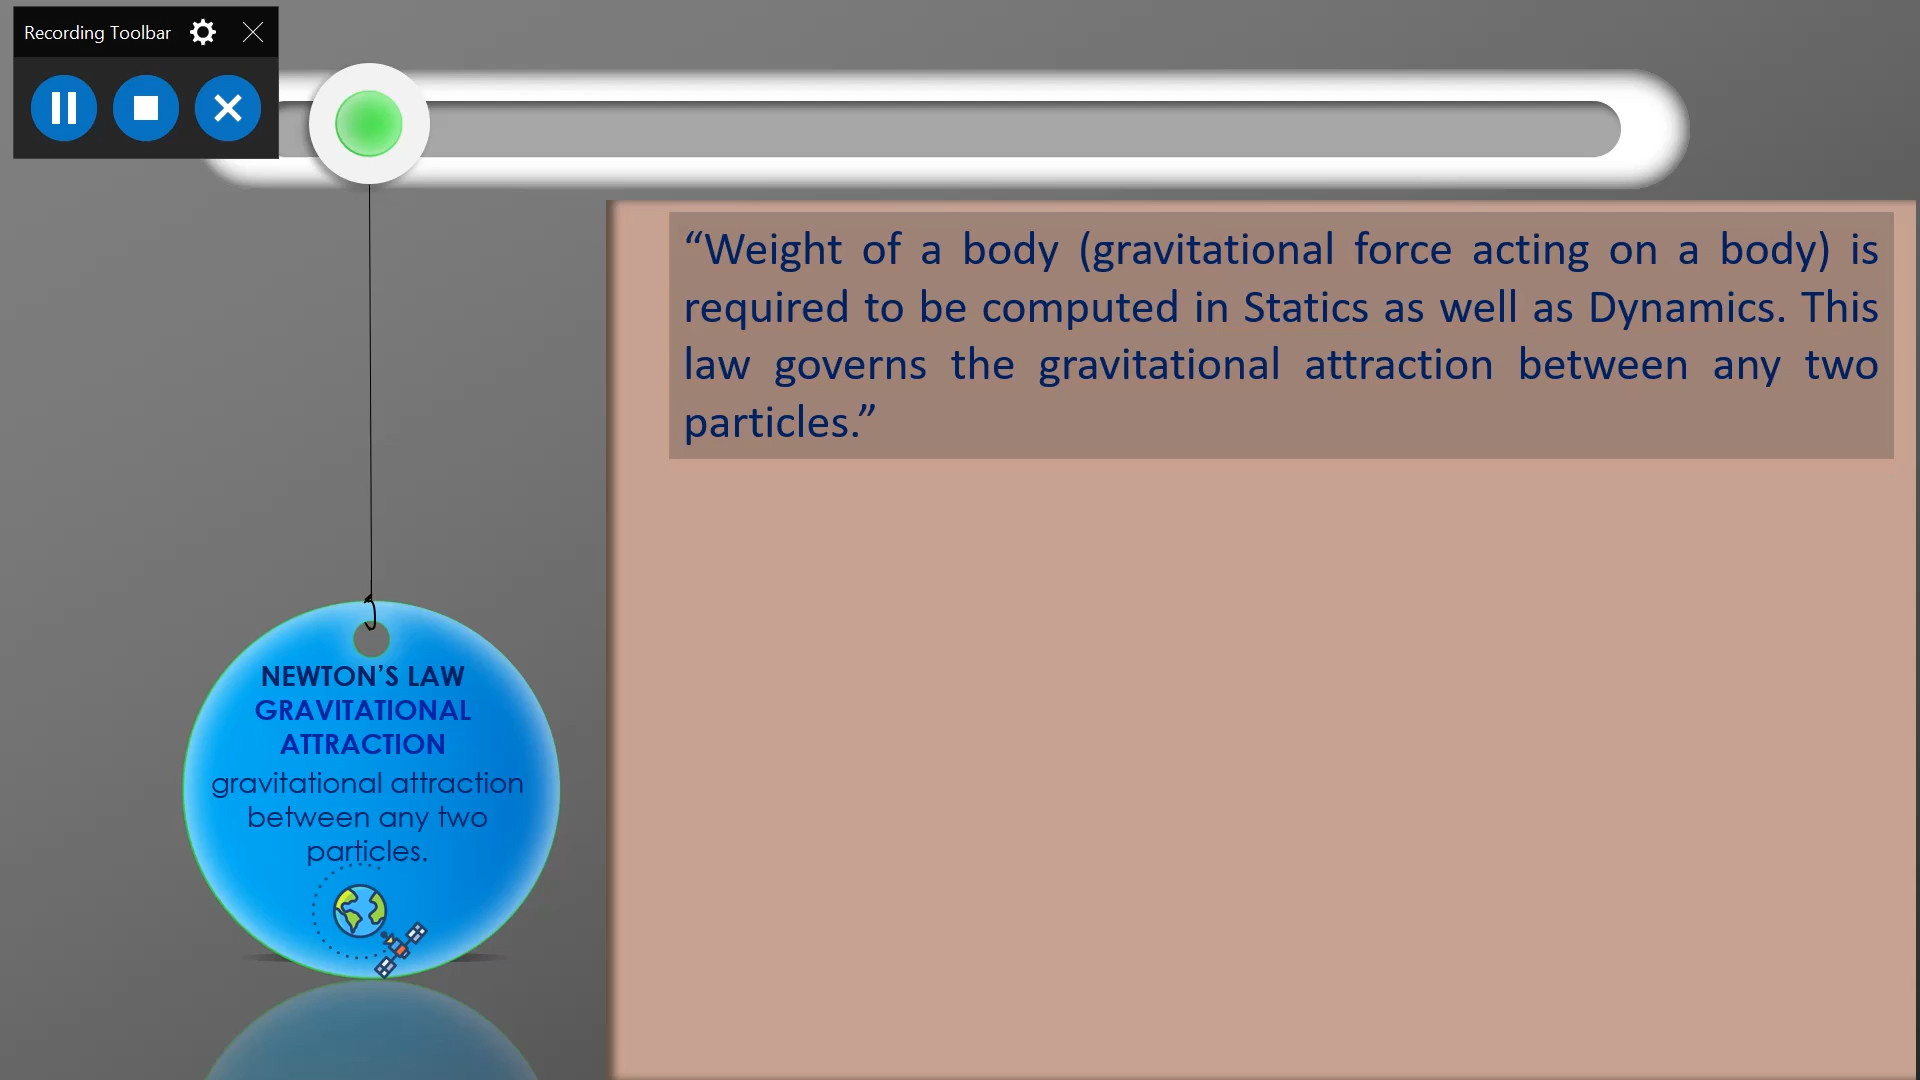 Recording Toolbar
“Weight of a body (gravitational force acting on a body) is
required to be computed in Statics as well as Dynamics. This
law governs the gravitational attraction between any two
particles.”
NEWTON’S LAW
GRAVITATIONAL
ATTRACTION
gravitational attraction
between any two
particles.